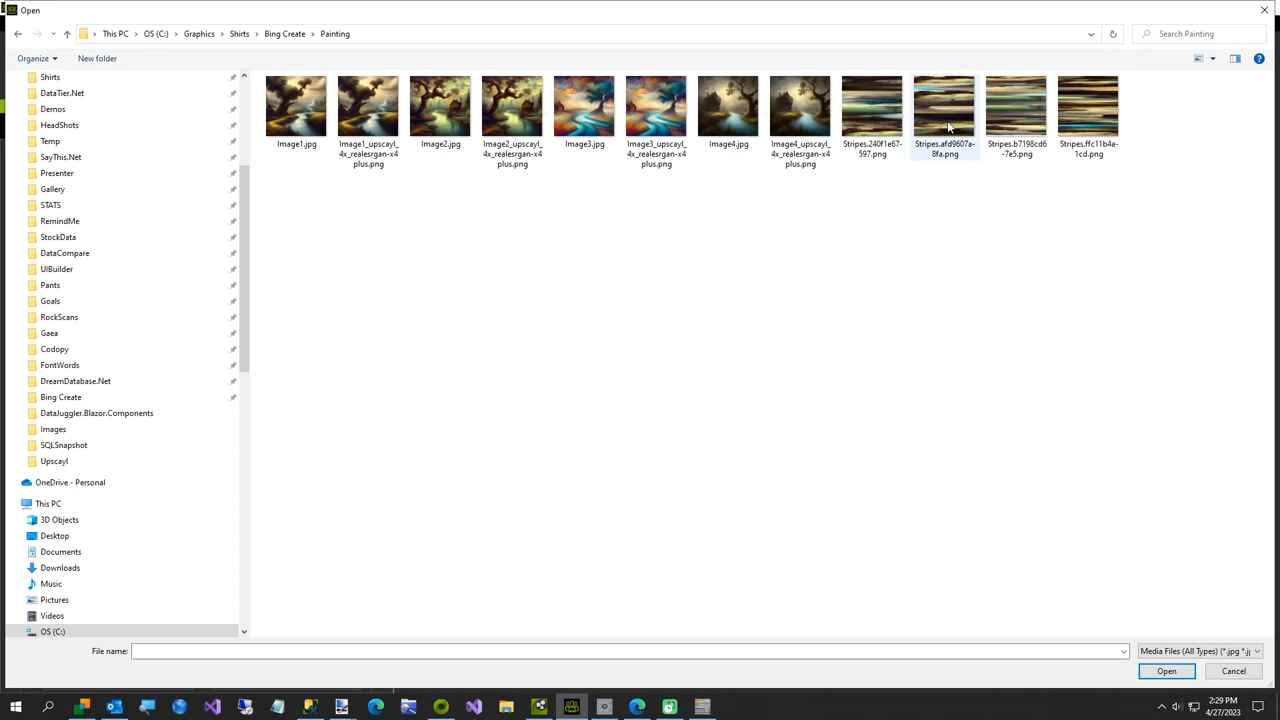 Open
This PC
OS (C:)
Graphics
Shirts
Bing Create
Painting
Search Painting
Organize
New folder
Shirts
DataTier.Net
Demos
HeadShots
Temp
SayThis.Net
Presenter
Gallery
STATS
RemindMe
StockData
DataCompare
UIBuilder
Pants
Goals
RockScans
Gaea
Codopy
FontWords
DreamDatabase.Net
Bing Create
DataJuggler.Blazor.Components
Images
SQLSnapshot
Upscayl
OneDrive - Personal
This PC
3D Objects
Desktop
Documents
Downloads
Music
Pictures
Videos
OS (C:)
Image1.jpg
Image1_upscayl_
4x_realesrgan-x4
plus.png
Image2.jpg
Image2_upscayl_
4x_realesrgan-x4
plus.png
Image3.jpg
Image3_upscayl_
4x_realesrgan-x4
plus.png
Image4.jpg
Image4_upscayl_
4x_realesrgan-x4
plus.png
Stripes.240f1e67-
597.png
Stripes.afd9607a-
8fa.png
Stripes.b7198cd6
-7e5.png
Stripes.ffc11b4a-
1cd.png
File name:
Media Files (All Types) (*.jpg *.j
Open
Cancel
2:29 PM
4/27/2023